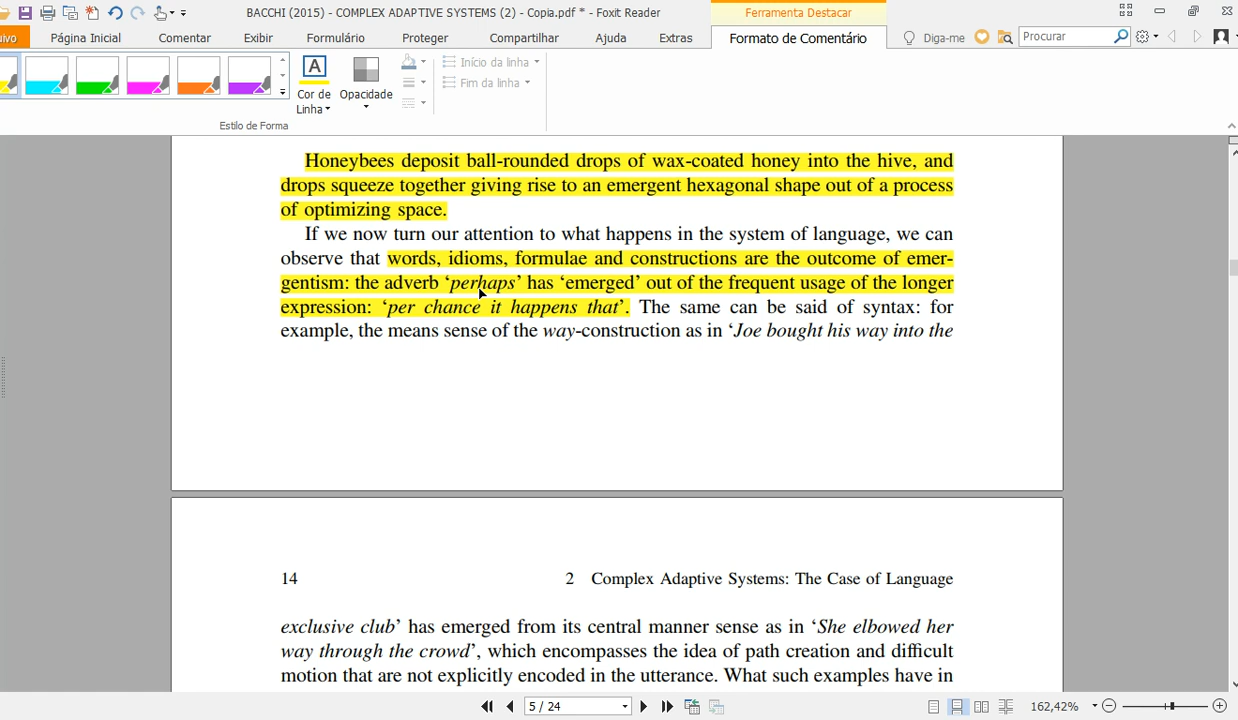 BACCHI (2015) - COMPLEX ADAPTIVE SYSTEMS (2) - Copia.pdf * - Foxit Reader
Ferramenta Destacar
ivo Página Inicial Comentar Exibir Formulário Proteger Compartilhar Ajuda Extras Formato de Comentário Diga-me Procurar
A
Início da linha
Fim da linha
Cor de Linha
Opacidade
Estilo de Forma
Honeybees deposit ball-rounded drops of wax-coated honey into the hive, and
drops squeeze together giving rise to an emergent hexagonal shape out of a process
of optimizing space.
If we now turn our attention to what happens in the system of language, we can
observe that words, idioms, formulae and constructions are the outcome of emer-
gentism: the adverb ‘perhaps’ has ‘emerged’ out of the frequent usage of the longer
expression: ‘per chance it happens that’. The same can be said of syntax: for
example, the means sense of the way-construction as in ‘Joe bought his way into the
14 2 Complex Adaptive Systems: The Case of Language
exclusive club’ has emerged from its central manner sense as in ‘She elbowed her
way through the crowd’, which encompasses the idea of path creation and difficult
motion that are not explicitly encoded in the utterance. What such examples have in
5 / 24
162,42%